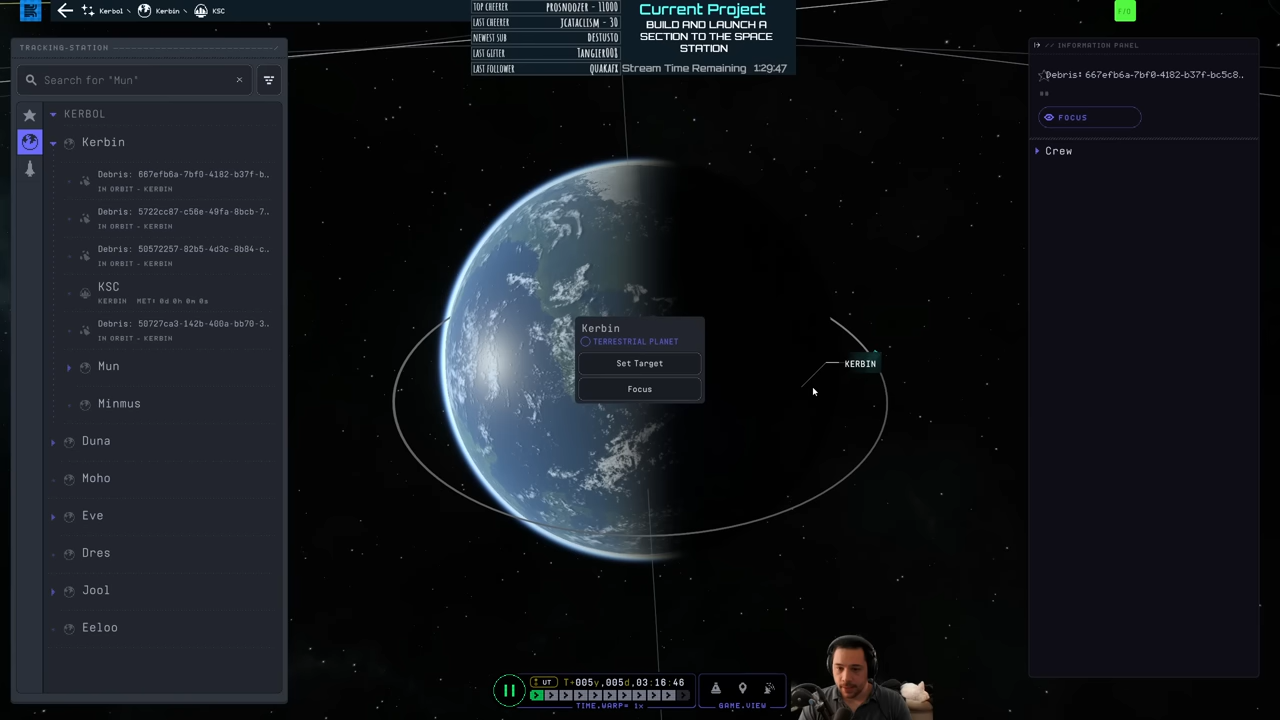 Kerbol
Kerbin
KSC
TOP CHEERER PROSNOOZER - 11000
LAST CHEERER JCATACLISM - 30
NEWEST SUB DESTUSTO
LAST GIFTER TANGIER008
LAST FOLLOWER QUAKAFI
Current Project
BUILD AND LAUNCH A
SECTION TO THE SPACE
STATION
Stream Time Remaining 1:29:47
F/O
TRACKING-STATION
Search for "Mun"
KERBOL
Kerbin
Debris: 667efb6a-7bf0-4182-b37f-b..
IN ORBIT - KERBIN
Debris: 5722cc87-c56e-49fa-8bcb-7..
IN ORBIT - KERBIN
Debris: 50572257-82b5-4d3c-8b84-c..
IN ORBIT - KERBIN
KSC
KERBIN MET: 0d 0h 0m 0s
Debris: 50727ca3-142b-400a-bb70-3..
IN ORBIT - KERBIN
Mun
Minmus
Duna
Moho
Eve
Dres
Jool
Eeloo
Kerbin
TERRESTRIAL PLANET
Set Target
Focus
KERBIN
// INFORMATION PANEL
Debris: 667efb6a-7bf0-4182-b37f-bc5c8..
FOCUS
Crew
UT T+005y,005d,03:16:46
TIME.WARP= 1x
GAME.VIEW